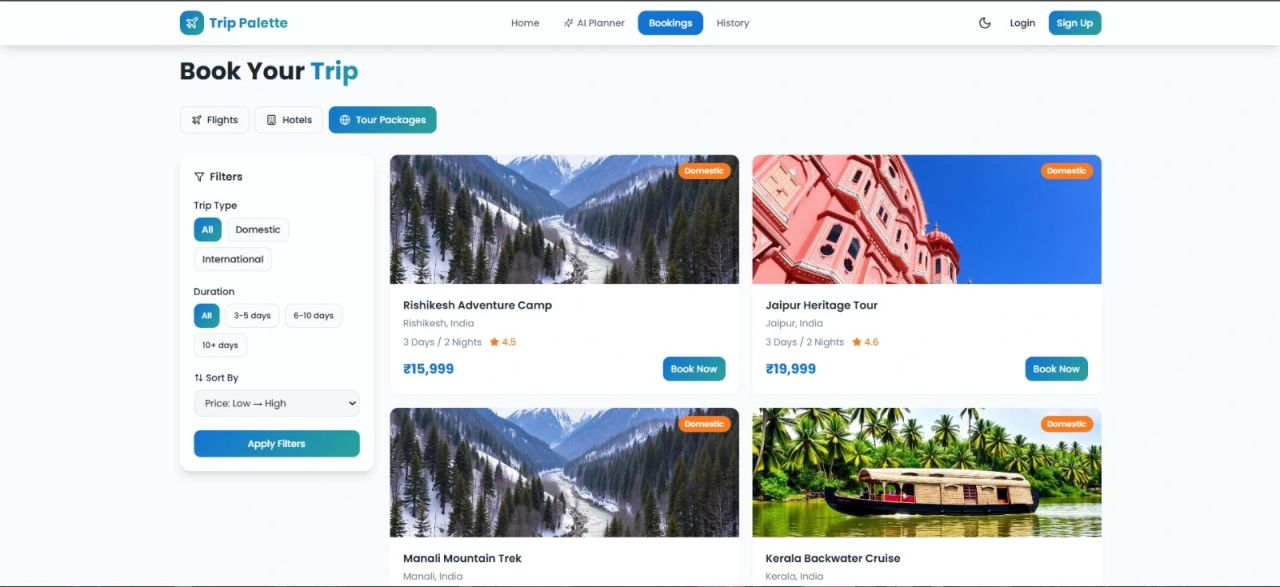 Trip Palette
Home AI Planner Bookings History
Login Sign Up
Book Your Trip
Flights Hotels Tour Packages
Filters
Trip Type
All Domestic
International
Duration
All 3-5 days 6-10 days
10+ days
↑↓ Sort By
Price: Low → High
Apply Filters
Domestic
Rishikesh Adventure Camp
Rishikesh, India
3 Days / 2 Nights ★ 4.5
₹15,999 Book Now
Domestic
Jaipur Heritage Tour
Jaipur, India
3 Days / 2 Nights ★ 4.6
₹19,999 Book Now
Domestic
Manali Mountain Trek
Manali, India
Domestic
Kerala Backwater Cruise
Kerala, India